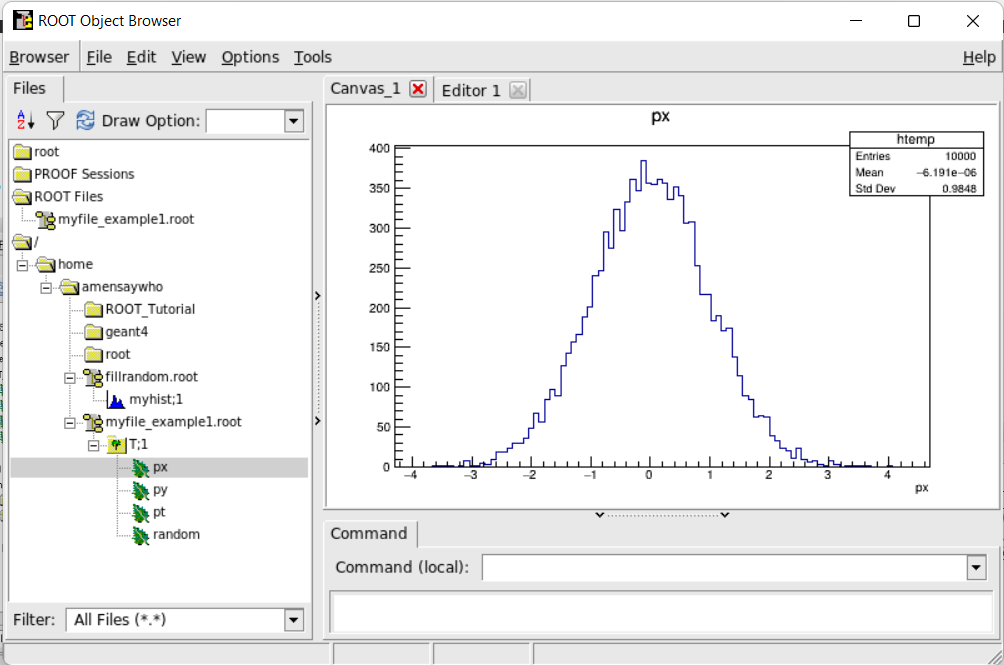 ROOT Object Browser
Browser File Edit View Options Tools Help
Files
Draw Option:
root
PROOF Sessions
ROOT Files
myfile_example1.root
/
home
amensaywho
ROOT_Tutorial
geant4
root
fillrandom.root
myhist;1
myfile_example1.root
T;1
px
py
pt
random
Filter: All Files (*.*)
Canvas_1 Editor 1
px
htemp
Entries 10000
Mean −6.191e−06
Std Dev 0.9848
400
350
300
250
200
150
100
50
0
−4 −3 −2 −1 0 1 2 3 4
px
Command
Command (local):